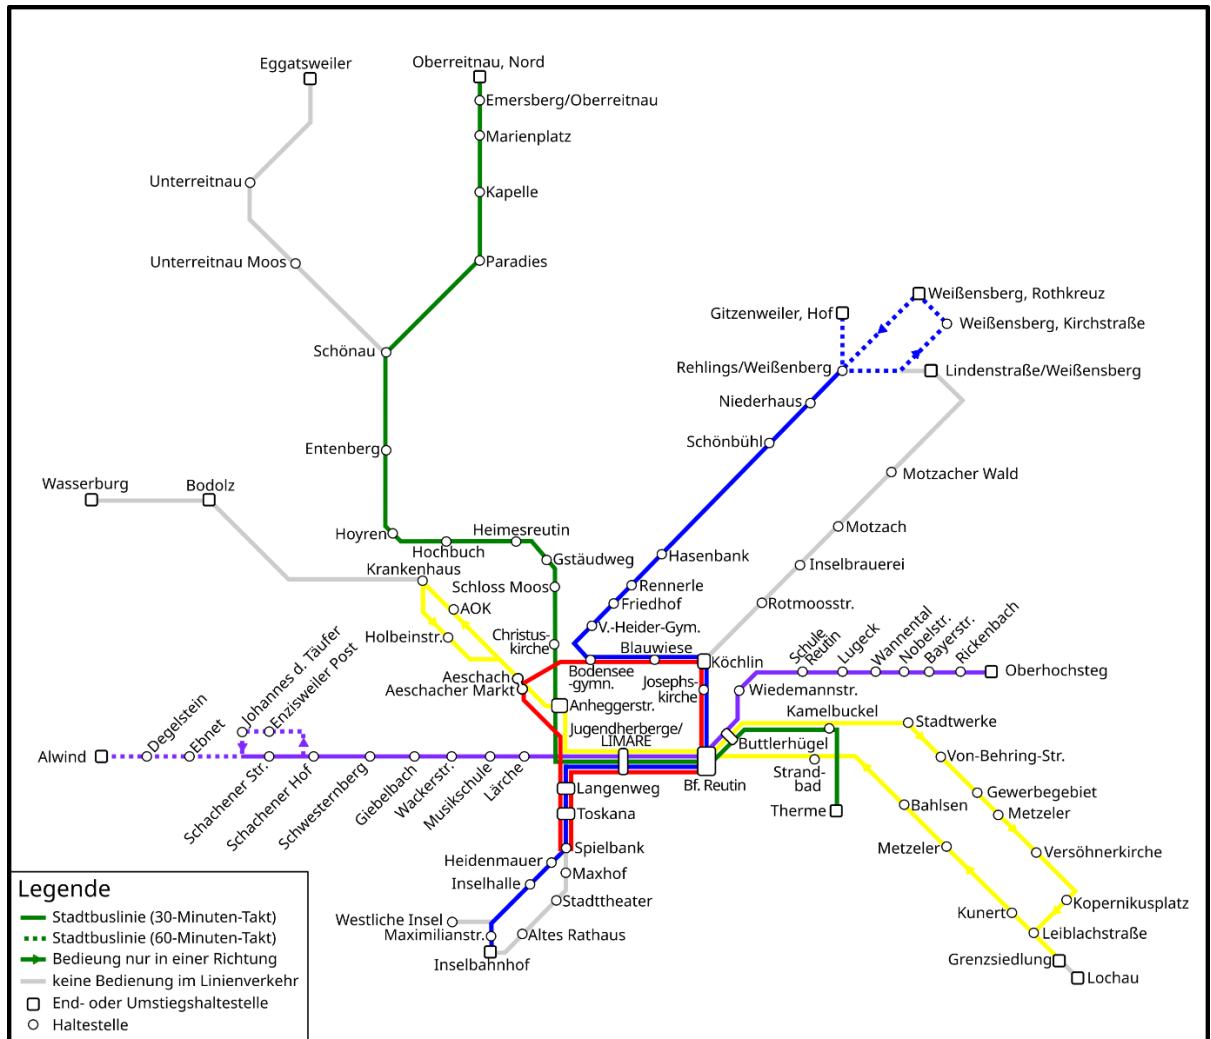 Eggatsweiler
Oberreitnau, Nord
Emersberg/Oberreitnau
Marienplatz
Unterreitnau
Kapelle
Unterreitnau Moos
Paradies
Weißensberg, Rothkreuz
Gitzenweiler, Hof
Weißensberg, Kirchstraße
Schönau
Rehlings/Weißenberg
Lindenstraße/Weißensberg
Niederhaus
Schönbühl
Entenberg
Motzacher Wald
Wasserburg
Bodolz
Motzach
Hoyren
Hochbuch
Heimesreutin
Gstäudweg
Hasenbank
Inselbrauerei
Krankenhaus
Schloss Moos
Rennerle
AOK
Friedhof
Rotmoosstr.
Holbeinstr.
Christus-
kirche
V.-Heider-Gym.
Blauwiese
Köchlin
Bodensee
-gymn.
Josephs-
kirche
Schule
Reutin
Lugeck
Wannental
Nobelstr.
Bayerstr.
Rickenbach
Oberhochsteg
Wiedemannstr.
Aeschach
Aeschacher Markt
Anheggerstr.
Jugendherberge/
LIMARE
Kamelbuckel
Stadtwerke
Buttlerhügel
Johannes d. Täufer
Enzisweiler Post
Degelstein
Ebnet
Alwind
Schachener Str.
Schachener Hof
Schwesternberg
Giebelbach
Wackerstr.
Musikschule
Lärche
Bf. Reutin
Strand-
bad
Von-Behring-Str.
Langenweg
Gewerbegebiet
Toskana
Therme
Bahlsen
Metzeler
Spielbank
Metzeler
Versöhnerkirche
Heidenmauer
Maxhof
Inselhalle
Stadttheater
Kopernikusplatz
Westliche Insel
Kunert
Maximilianstr.
Altes Rathaus
Leiblachstraße
Inselbahnhof
Grenzsiedlung
Lochau
Legende
Stadtbuslinie (30-Minuten-Takt)
Stadtbuslinie (60-Minuten-Takt)
Bedieung nur in einer Richtung
keine Bedienung im Linienverkehr
End- oder Umstiegshaltestelle
Haltestelle